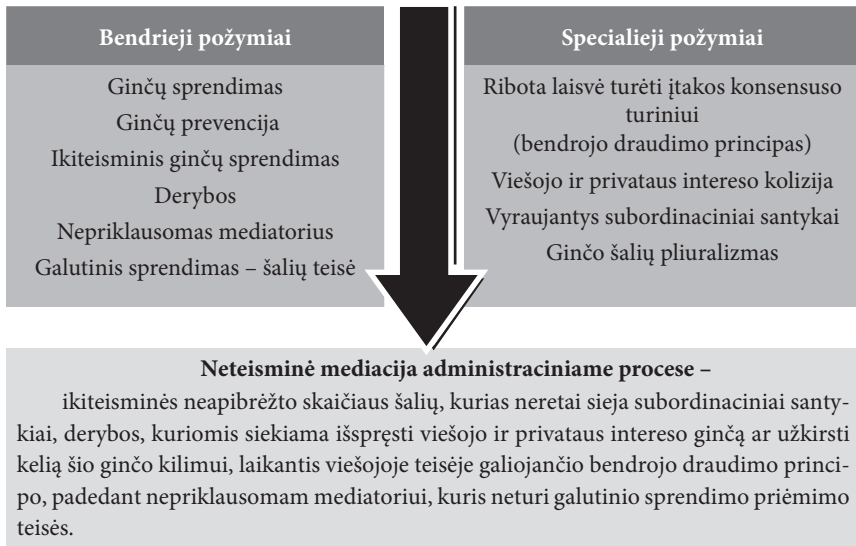 Bendrieji požymiai
Ginčų sprendimas
Ginčų prevencija
Ikiteisminis ginčų sprendimas
Derybos
Nepriklausomas mediatorius
Galutinis sprendimas – šalių teisė
Specialieji požymiai
Ribota laisvė turėti įtakos konsensuso
turiniui
(bendrojo draudimo principas)
Viešojo ir privataus intereso kolizija
Vyraujantys subordinaciniai santykai
Ginčo šalių pliuralizmas
Neteisminė mediacija administraciniame procese –
ikiteisminės neapibrėžto skaičiaus šalių, kurias neretai sieja subordinaciniai santy-
kiai, derybos, kuriomis siekiama išspręsti viešojo ir privataus intereso ginčą ar užkirsti
kelią šio ginčo kilimui, laikantis viešojoje teisėje galiojančio bendrojo draudimo princi-
po, padedant nepriklausomam mediatoriui, kuris neturi galutinio sprendimo priėmimo
teisės.